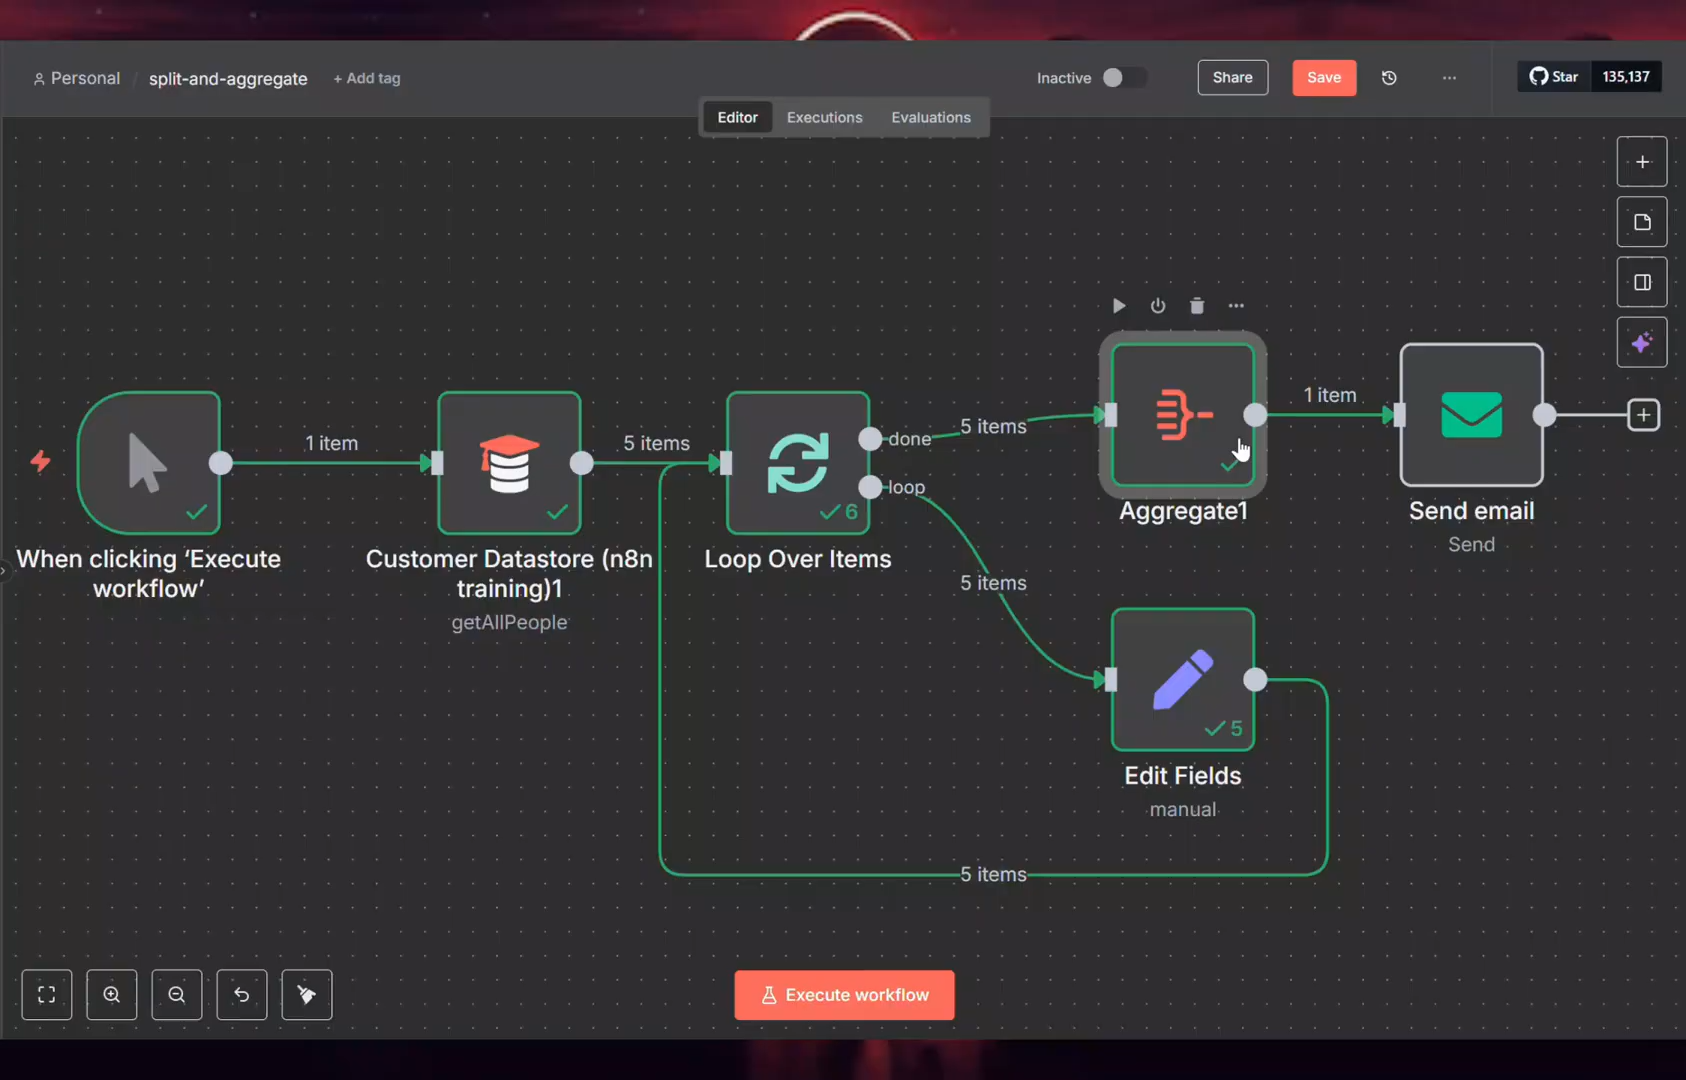 Personal / split-and-aggregate + Add tag
Inactive
Share
Save
Star 135,137
Editor Executions Evaluations
1 item
5 items
done
5 items
1 item
loop
6
5 items
When clicking ‘Execute
workflow’
Customer Datastore (n8n
training)1
getAllPeople
Loop Over Items
Aggregate1
Send email
Send
5
Edit Fields
manual
5 items
Execute workflow